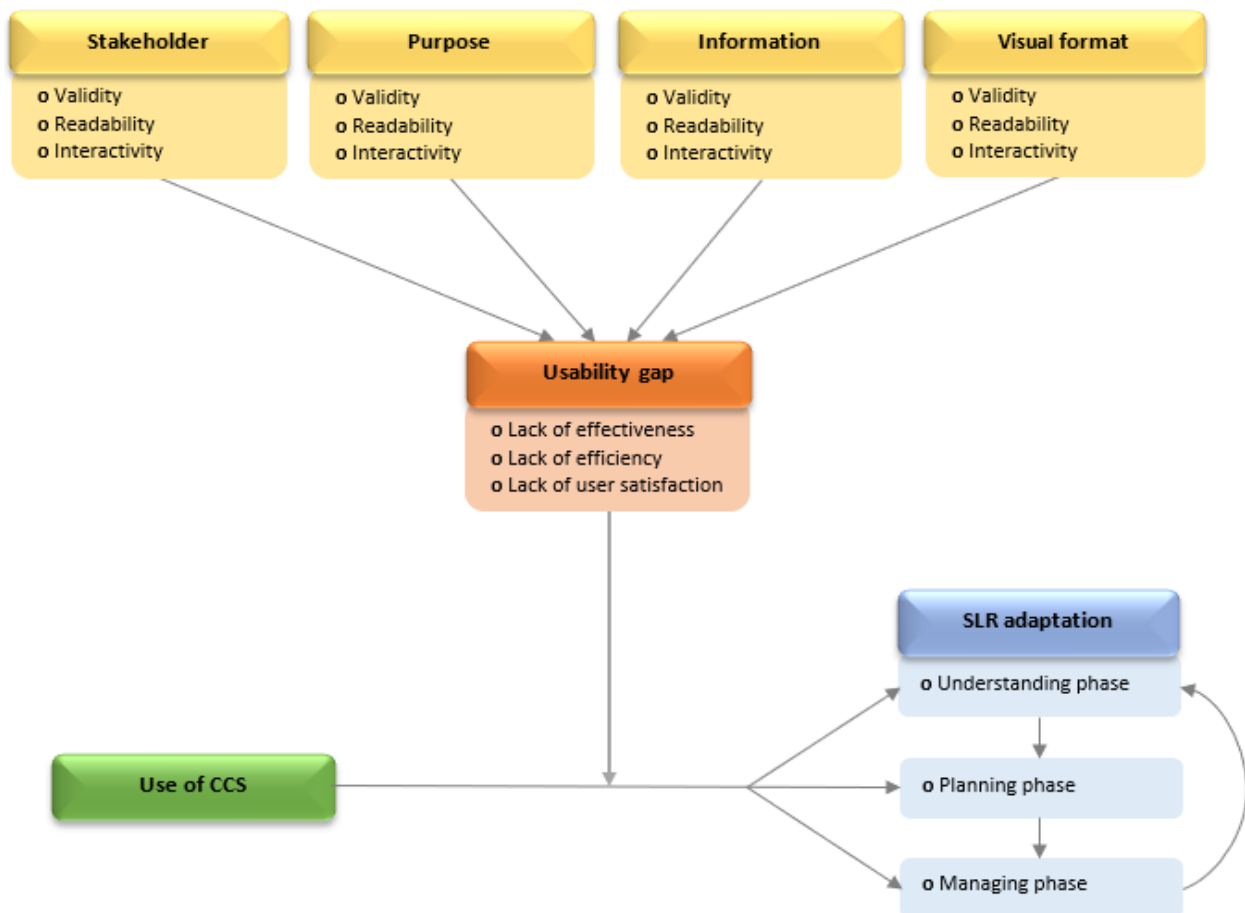 Stakeholder
o Validity
o Readability
o Interactivity
Purpose
o Validity
o Readability
o Interactivity
Information
o Validity
o Readability
o Interactivity
Visual format
o Validity
o Readability
o Interactivity
Usability gap
o Lack of effectiveness
o Lack of efficiency
o Lack of user satisfaction
SLR adaptation
o Understanding phase
Use of CCS
o Planning phase
o Managing phase